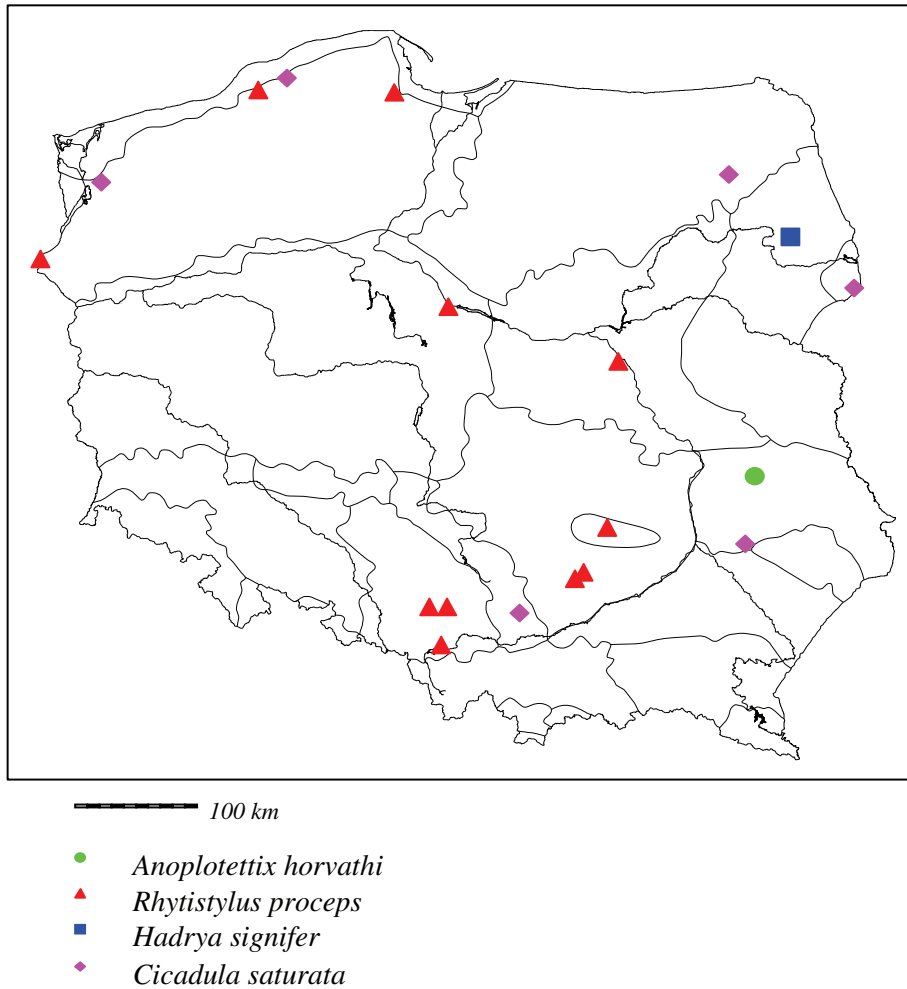 100 km
Anoplotettix horvathi
Rhytistylus proceps
Hadrya signifer
Cicadula saturata